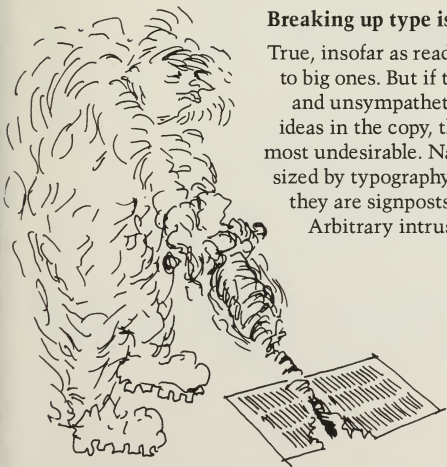 Breaking up type is
True, insofar as read
to big ones. But if t
and unsympathet
ideas in the copy, th
most undesirable. Na
sized by typography
they are signposts
Arbitrary intrus